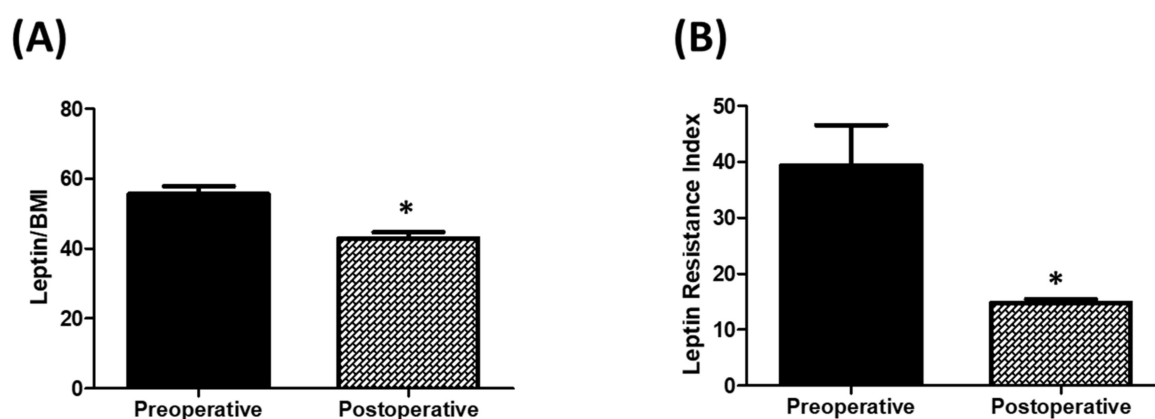 (A)
Leptin/BMI
80
60
40
20
0
*
Preoperative
Postoperative
(B)
Leptin Resistance Index
50
40
30
20
10
0
*
Preoperative
Postoperative